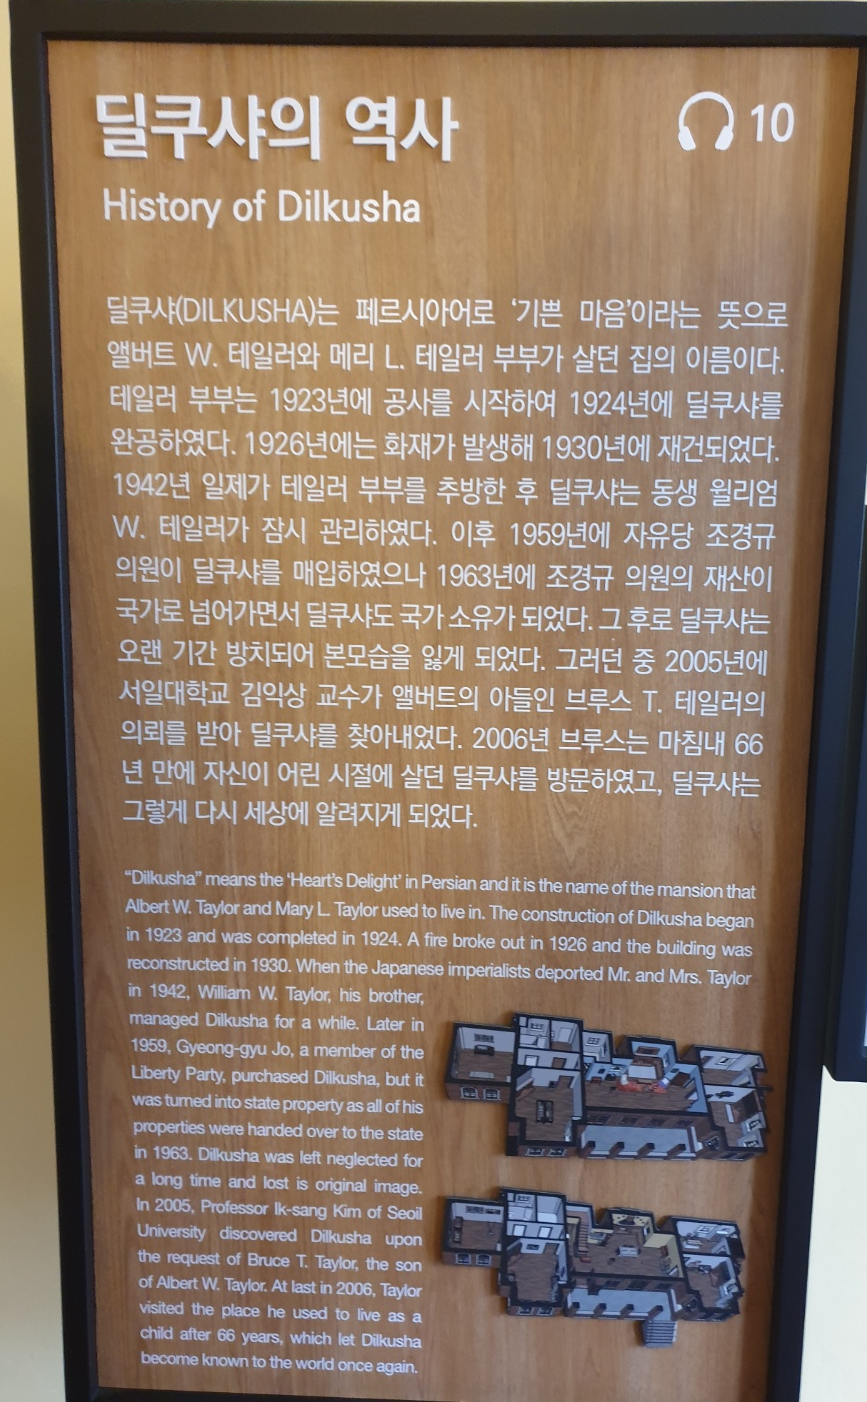 딜쿠샤의 역사
10
History of Dilkusha
딜쿠샤(DILKUSHA)는 페르시아어로 ‘기쁜 마음’이라는 뜻으로
앨버트 W. 테일러와 메리 L. 테일러 부부가 살던 집의 이름이다.
테일러 부부는 1923년에 공사를 시작하여 1924년에 딜쿠샤를
완공하였다. 1926년에는 화재가 발생해 1930년에 재건되었다.
1942년 일제가 테일러 부부를 추방한 후 딜쿠샤는 동생 윌리엄
W. 테일러가 잠시 관리하였다. 이후 1959년에 자유당 조경규
의원이 딜쿠샤를 매입하였으나 1963년에 조경규 의원의 재산이
국가로 넘어가면서 딜쿠샤도 국가 소유가 되었다. 그 후로 딜쿠샤는
오랜 기간 방치되어 본모습을 잃게 되었다. 그러던 중 2005년에
서일대학교 김익상 교수가 앨버트의 아들인 브루스 T. 테일러의
의뢰를 받아 딜쿠샤를 찾아내었다. 2006년 브루스는 마침내 66
년 만에 자신이 어린 시절에 살던 딜쿠샤를 방문하였고, 딜쿠샤는
그렇게 다시 세상에 알려지게 되었다.
“Dilkusha” means the ‘Heart's Delight’ in Persian and it is the name of the mansion that
Albert W. Taylor and Mary L. Taylor used to live in. The construction of Dilkusha began
in 1923 and was completed in 1924. A fire broke out in 1926 and the building was
reconstructed in 1930. When the Japanese imperialists deported Mr. and Mrs. Taylor
in 1942, William W. Taylor, his brother,
managed Dilkusha for a while. Later in
1959, Gyeong-gyu Jo, a member of the
Liberty Party, purchased Dilkusha, but it
was turned into state property as all of his
properties were handed over to the state
in 1963. Dilkusha was left neglected for
a long time and lost is original image.
In 2005, Professor Ik-sang Kim of Seoil
University discovered Dilkusha upon
the request of Bruce T. Taylor, the son
of Albert W. Taylor. At last in 2006, Taylor
visited the place he used to live as a
child after 66 years, which let Dilkusha
become known to the world once again.